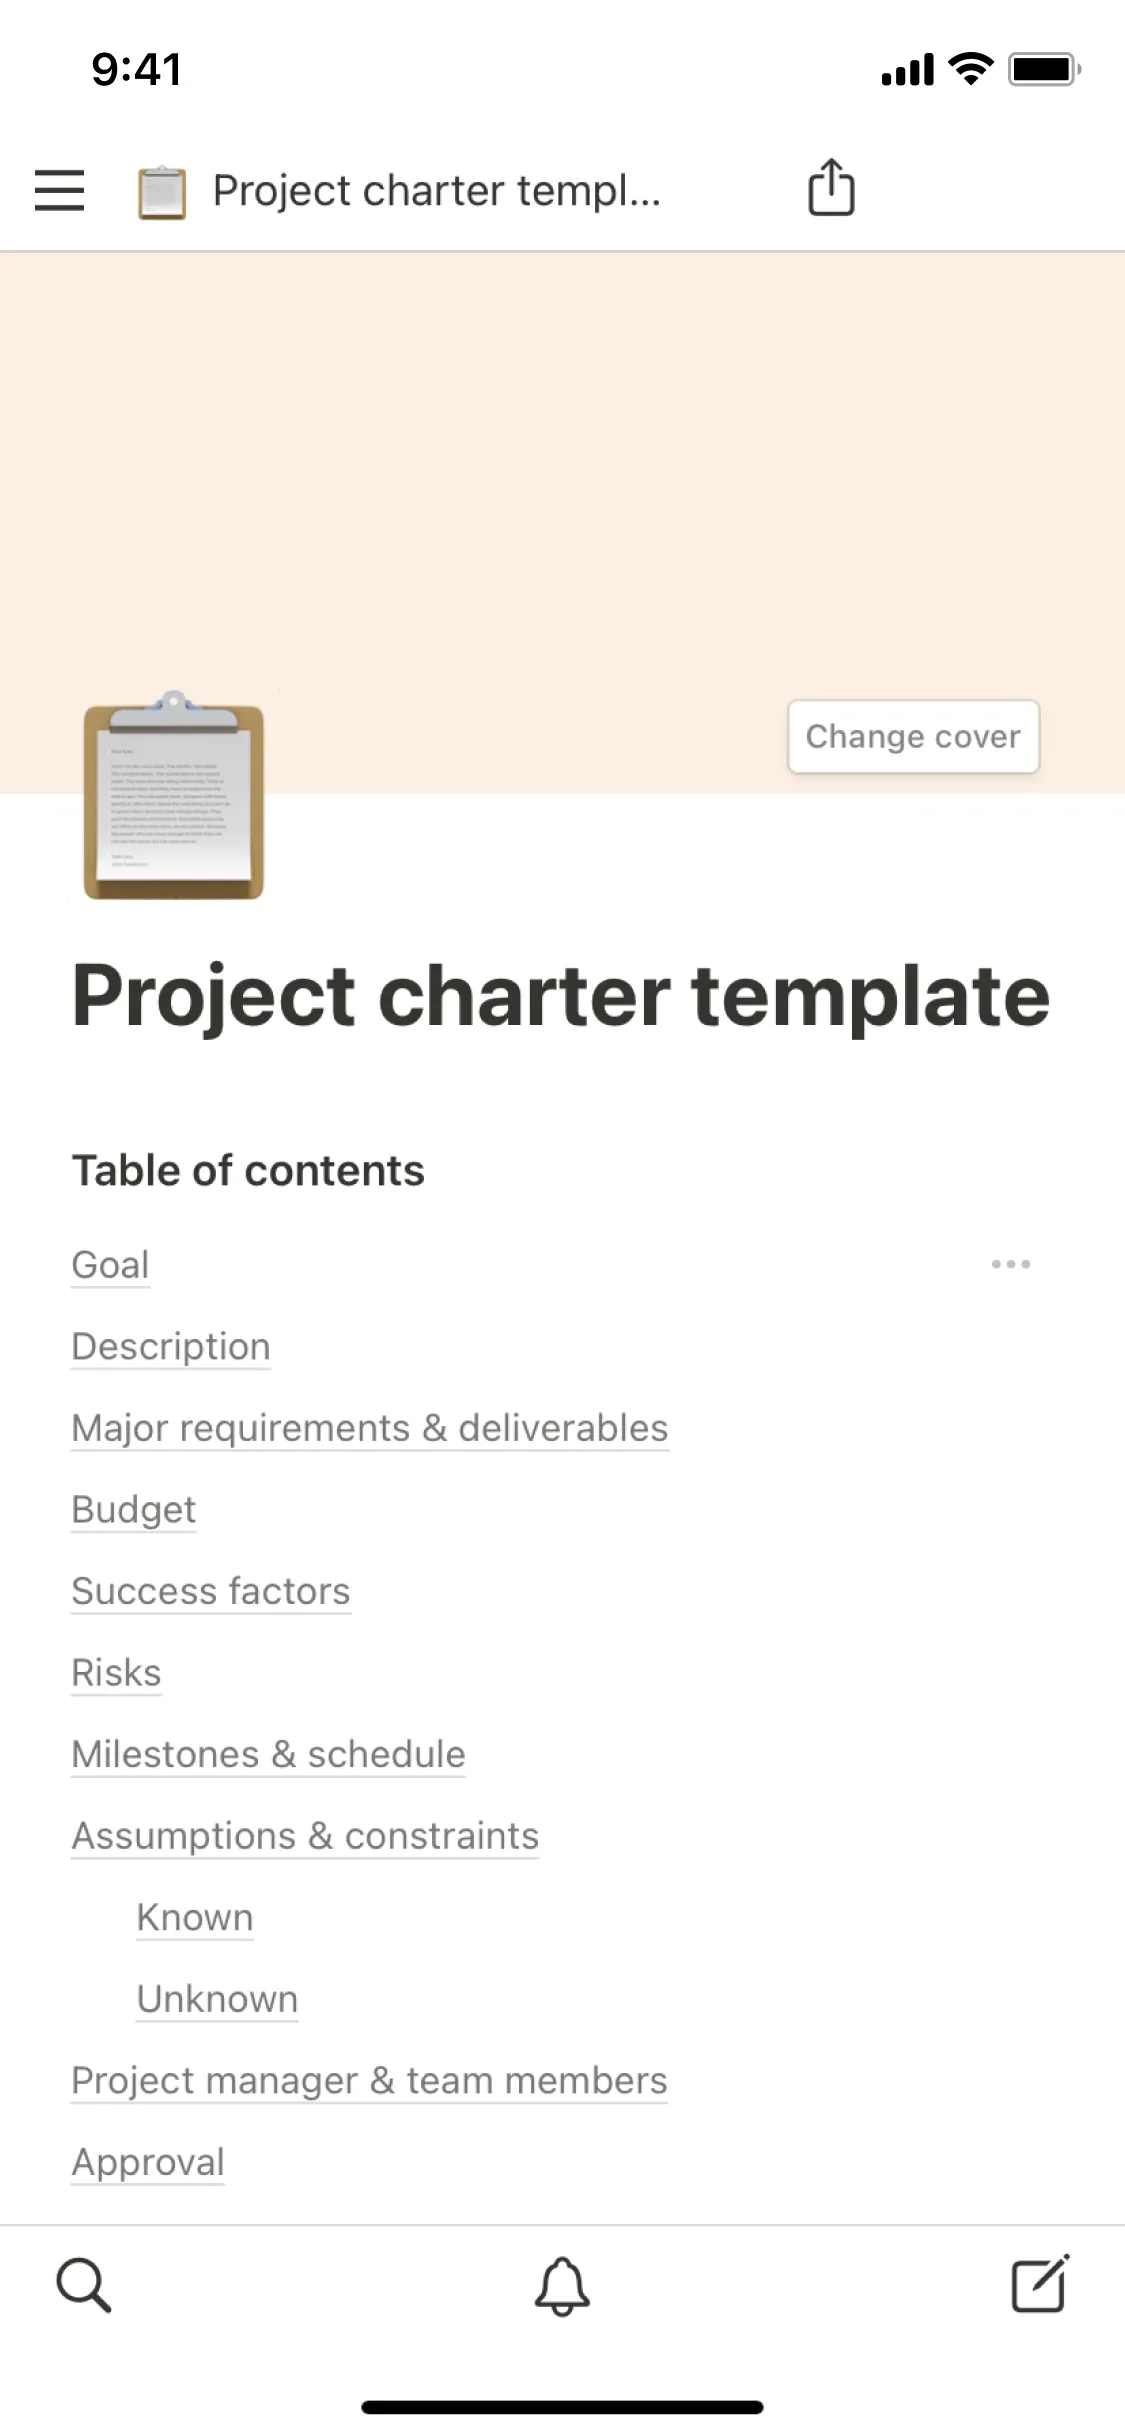 9:41
Project charter templ...
Change cover
Project charter template
Table of contents
Goal
Description
Major requirements & deliverables
Budget
Success factors
Risks
Milestones & schedule
Assumptions & constraints
Known
Unknown
Project manager & team members
Approval